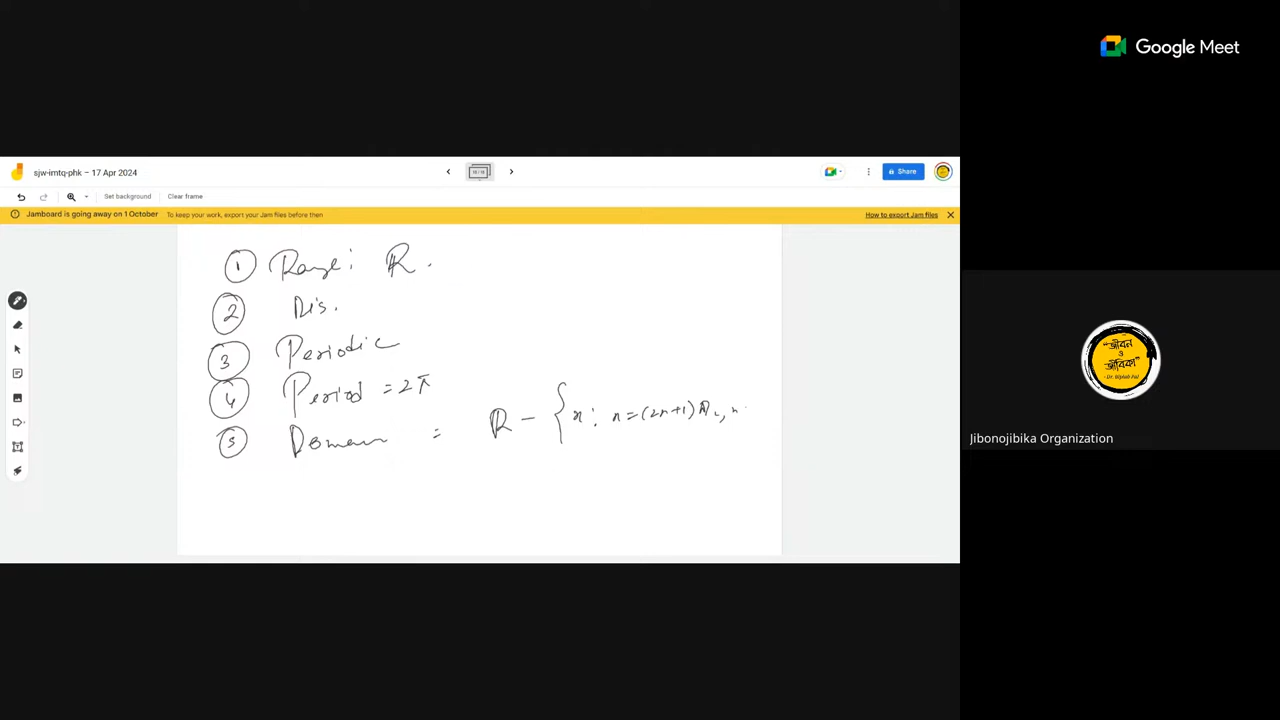 Google Meet
sjw-imtq-phk – 17 Apr 2024
Share
Set background
Clear frame
Jamboard is going away on 1 October
To keep your work, export your Jam files before then
How to export Jam files
① Range: ℝ.
② Dis.
③ Periodic
④ Period = 2π
⑤ Domain = ℝ - { x : x = (2n+1) π/2, n
"জীবন
ও
জীবিকা"
Jibonojibika Organization